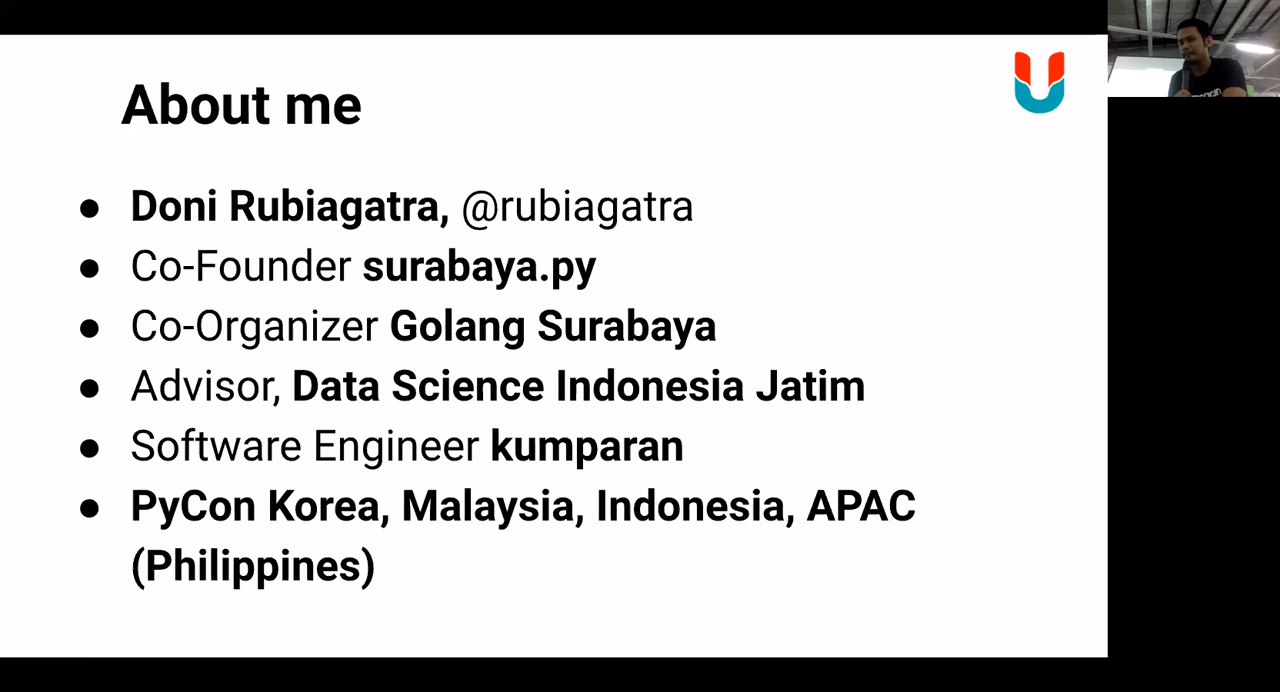 About me
● Doni Rubiagatra, @rubiagatra
● Co-Founder surabaya.py
● Co-Organizer Golang Surabaya
● Advisor, Data Science Indonesia Jatim
● Software Engineer kumparan
● PyCon Korea, Malaysia, Indonesia, APAC
(Philippines)